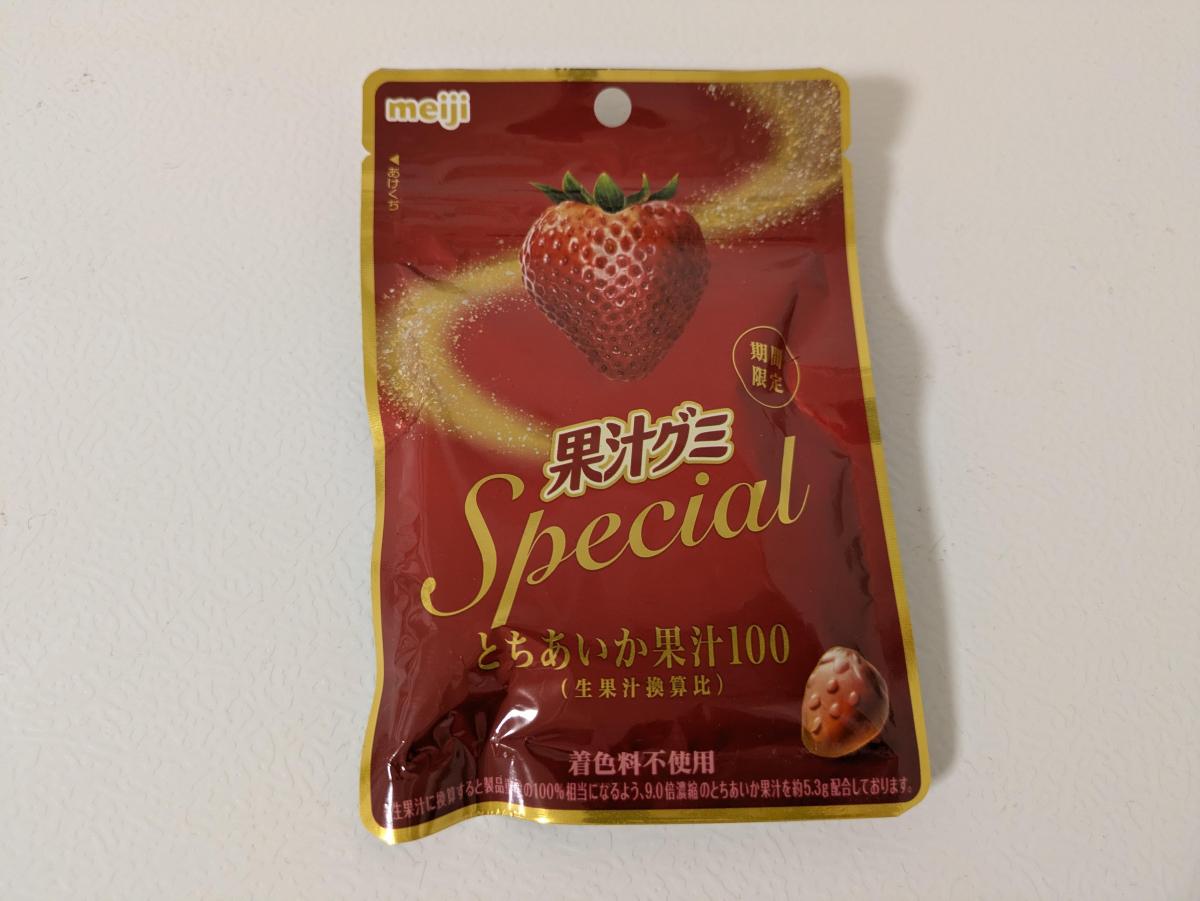 meiji
◀あけくち
期間
限定
果汁グミ
Special
とちあいか果汁100
(生果汁換算比)
着色料不使用
生果汁に換算すると製品 の100%相当になるよう、9.0倍濃縮のとちあいか果汁を約5.3g配合しております。